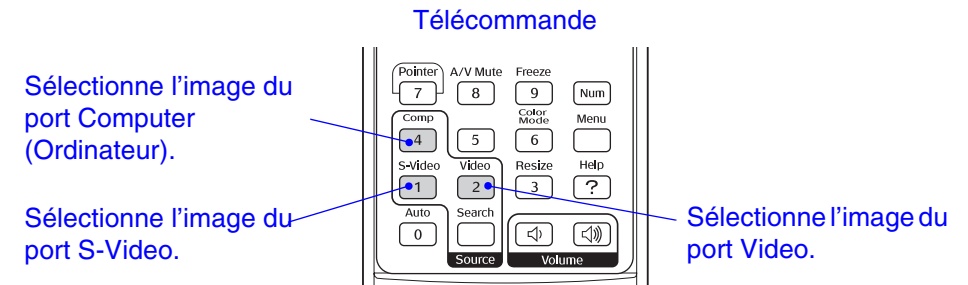 Télécommande
Sélectionne l’image du
port Computer
(Ordinateur).
Sélectionne l’image du
port S-Video.
Pointer A/V Mute Freeze
7 8 9 Num
Comp Color Mode Menu
4 5 6
S-Video Video Resize Help
1 2 3 ?
Auto Search
0
Source Volume
Sélectionne l’image du
port Video.